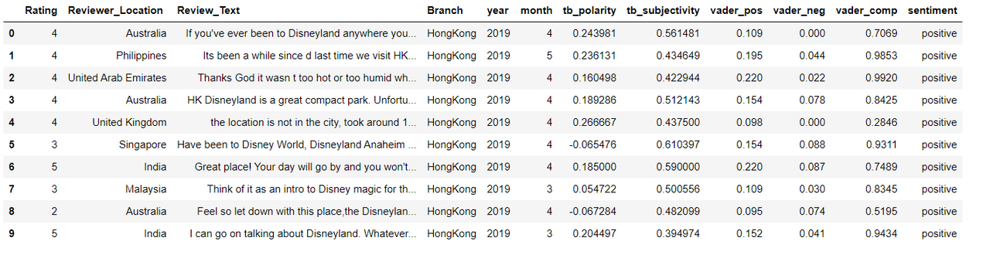 Rating Reviewer_Location Review_Text Branch year month tb_polarity tb_subjectivity vader_pos vader_neg vader_comp sentiment
0 4 Australia If you've ever been to Disneyland anywhere you... HongKong 2019 4 0.243981 0.561481 0.109 0.000 0.7069 positive
1 4 Philippines Its been a while since d last time we visit HK... HongKong 2019 5 0.236131 0.434649 0.195 0.044 0.9853 positive
2 4 United Arab Emirates Thanks God it wasn t too hot or too humid wh... HongKong 2019 4 0.160498 0.422944 0.220 0.022 0.9920 positive
3 4 Australia HK Disneyland is a great compact park. Unfortu... HongKong 2019 4 0.189286 0.512143 0.154 0.078 0.8425 positive
4 4 United Kingdom the location is not in the city, took around 1... HongKong 2019 4 0.266667 0.437500 0.098 0.000 0.2846 positive
5 3 Singapore Have been to Disney World, Disneyland Anaheim ... HongKong 2019 4 -0.065476 0.610397 0.154 0.088 0.9311 positive
6 5 India Great place! Your day will go by and you won't... HongKong 2019 4 0.185000 0.590000 0.220 0.087 0.7489 positive
7 3 Malaysia Think of it as an intro to Disney magic for th... HongKong 2019 3 0.054722 0.500556 0.109 0.030 0.8345 positive
8 2 Australia Feel so let down with this place,the Disneylan... HongKong 2019 4 -0.067284 0.482099 0.095 0.074 0.5195 positive
9 5 India I can go on talking about Disneyland. Whatever... HongKong 2019 3 0.204497 0.394974 0.152 0.041 0.9434 positive